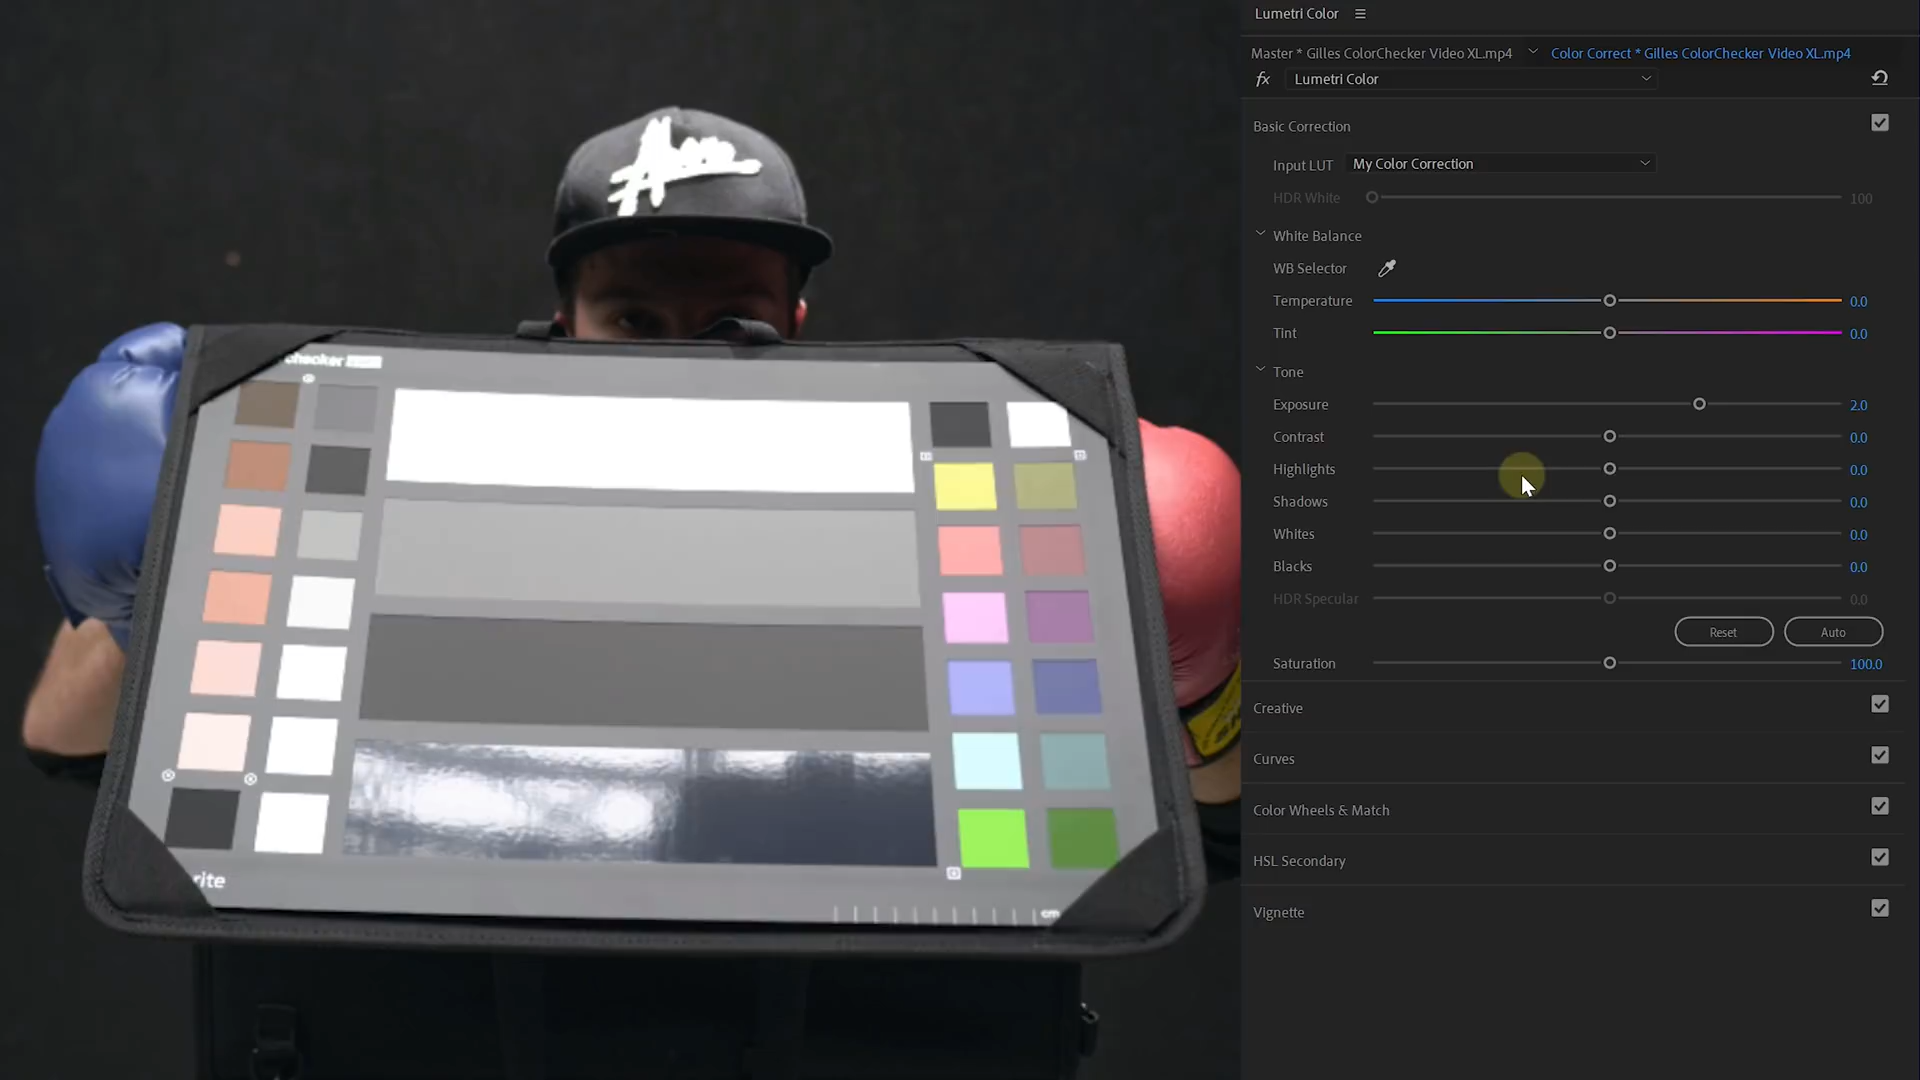 Lumetri Color
Master * Gilles ColorChecker Video XL.mp4
Color Correct * Gilles ColorChecker Video XL.mp4
fx
Lumetri Color
Basic Correction
Input LUT
My Color Correction
HDR White
100
White Balance
WB Selector
Temperature
0.0
Tint
0.0
Tone
Exposure
2.0
Contrast
0.0
Highlights
0.0
Shadows
0.0
Whites
0.0
Blacks
0.0
HDR Specular
0.0
Reset
Auto
Saturation
100.0
Creative
Curves
Color Wheels & Match
HSL Secondary
Vignette
checker
rite
cm